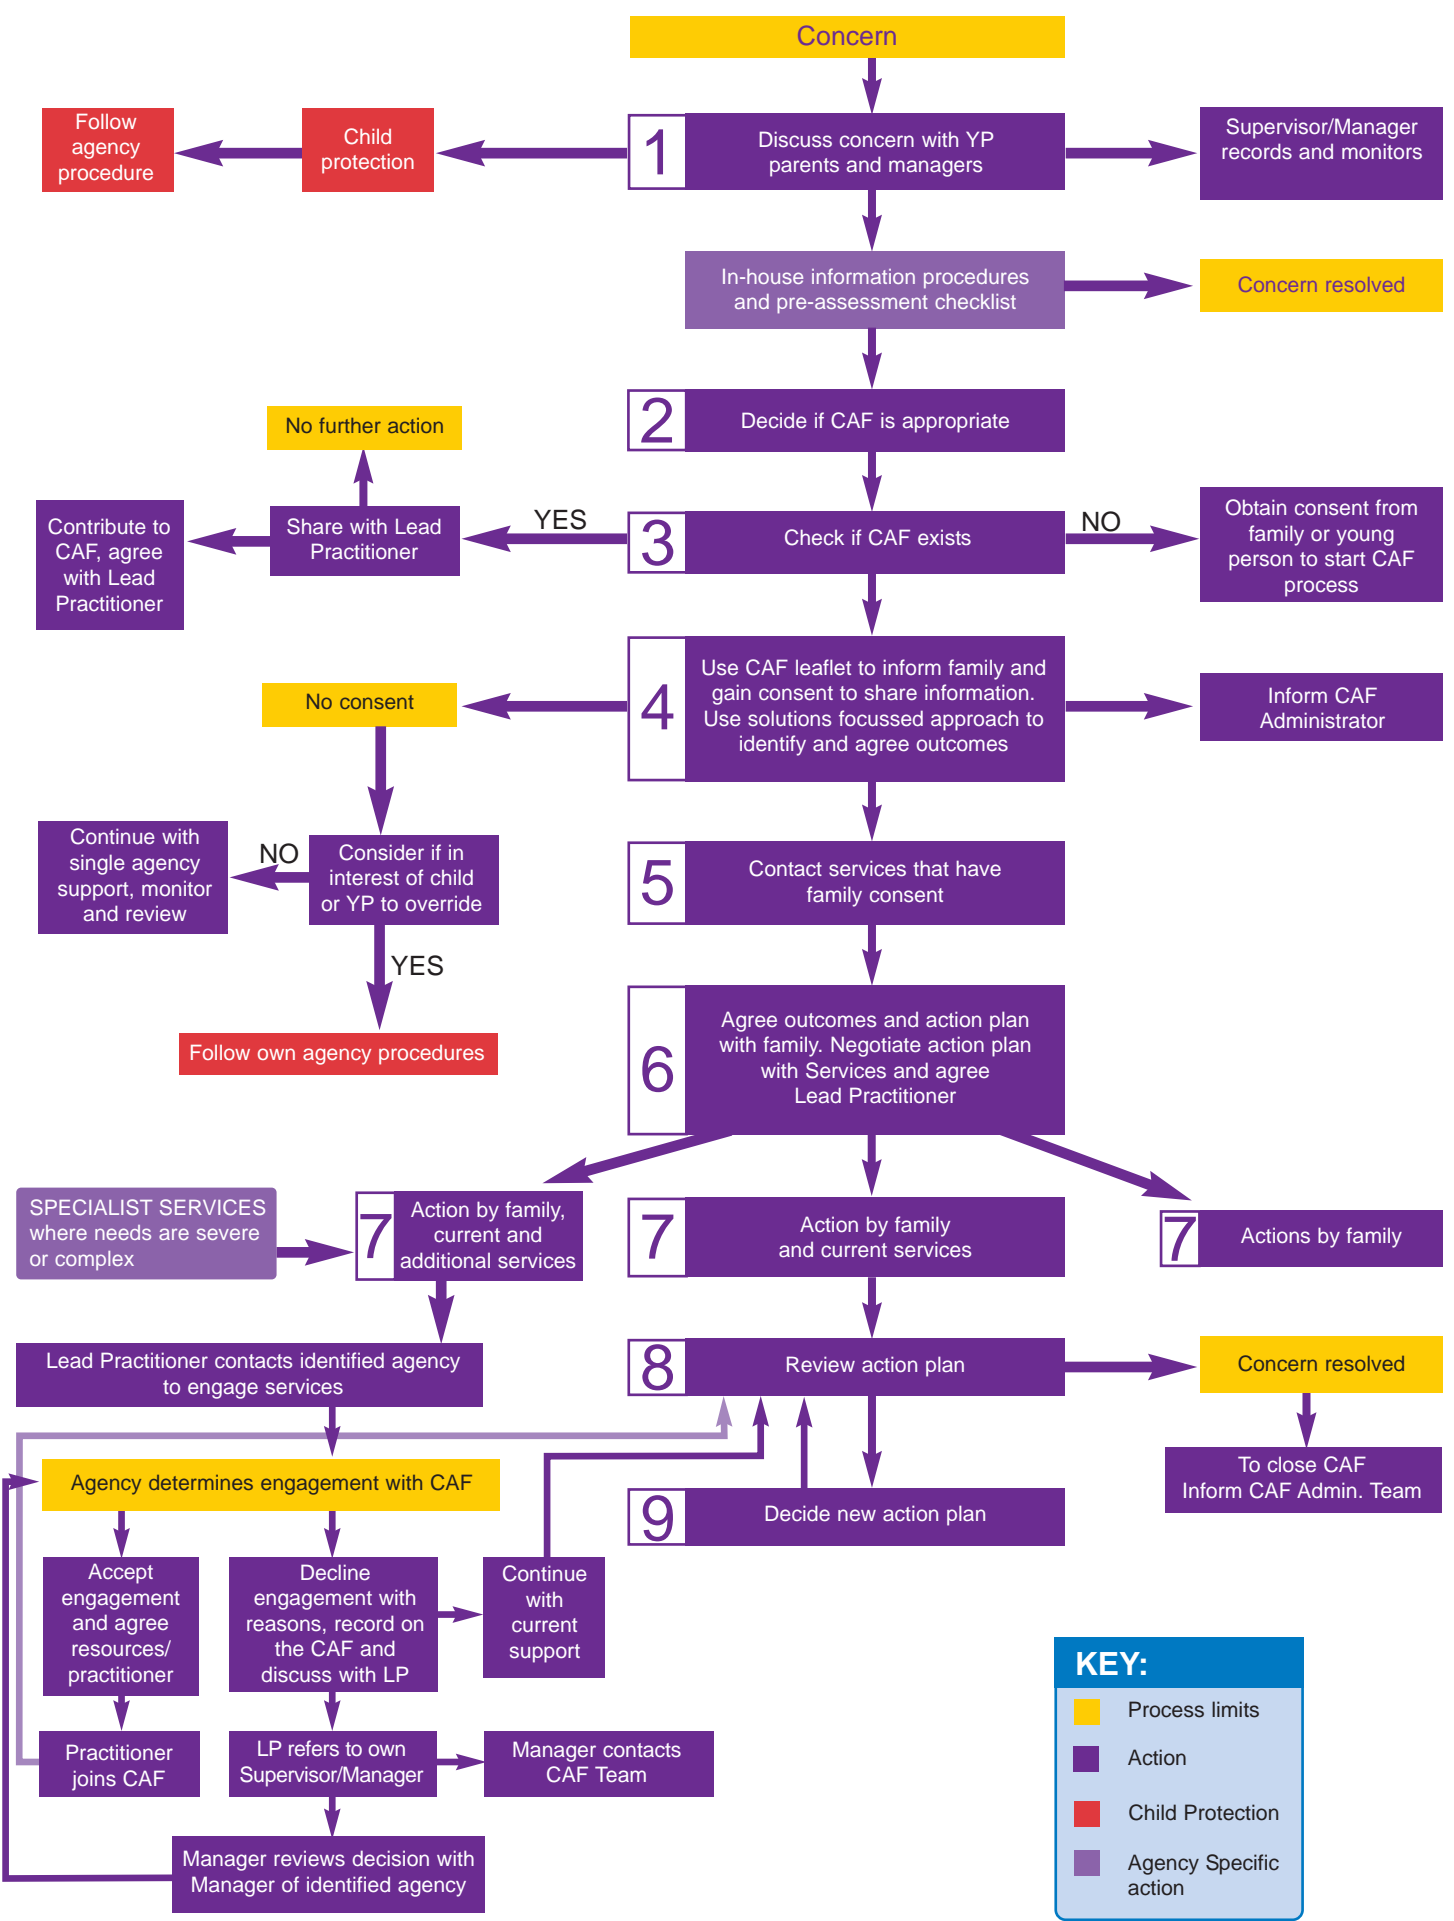 Concern
Follow
agency
procedure
Child
protection
1
Discuss concern with YP
parents and managers
Supervisor/Manager
records and monitors
In-house information procedures
and pre-assessment checklist
Concern resolved
2
Decide if CAF is appropriate
No further action
Contribute to
CAF, agree
with Lead
Practitioner
Share with Lead
Practitioner
YES
3
Check if CAF exists
NO
Obtain consent from
family or young
person to start CAF
process
No consent
4
Use CAF leaflet to inform family and
gain consent to share information.
Use solutions focussed approach to
identify and agree outcomes
Inform CAF
Administrator
Continue with
single agency
support, monitor
and review
NO
Consider if in
interest of child
or YP to override
YES
Follow own agency procedures
5
Contact services that have
family consent
6
Agree outcomes and action plan
with family. Negotiate action plan
with Services and agree
Lead Practitioner
SPECIALIST SERVICES
where needs are severe
or complex
7
Action by family,
current and
additional services
7
Action by family
and current services
7
Actions by family
Lead Practitioner contacts identified agency
to engage services
8
Review action plan
Concern resolved
To close CAF
Inform CAF Admin. Team
Agency determines engagement with CAF
9
Decide new action plan
Accept
engagement
and agree
resources/
practitioner
Decline
engagement with
reasons, record on
the CAF and
discuss with LP
Continue
with
current
support
Practitioner
joins CAF
LP refers to own
Supervisor/Manager
Manager contacts
CAF Team
Manager reviews decision with
Manager of identified agency
KEY:
Process limits
Action
Child Protection
Agency Specific
action